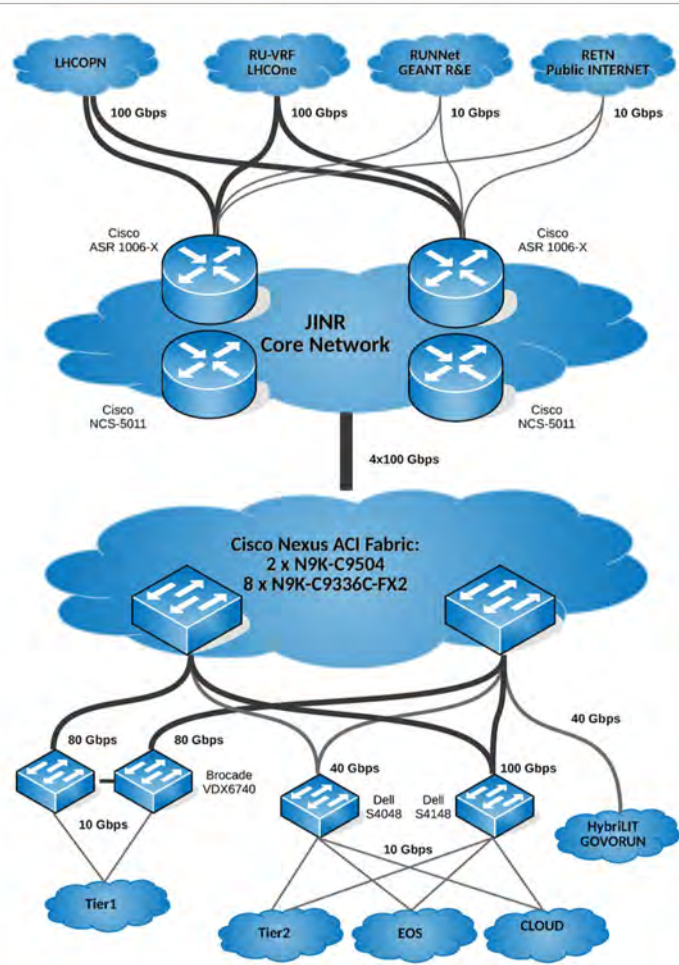 LHCOPN
RU-VRF
LHCOne
RUNNet
GEANT R&E
RETN
Public INTERNET
100 Gbps
100 Gbps
10 Gbps
10 Gbps
Cisco
ASR 1006-X
Cisco
ASR 1006-X
JINR
Core Network
Cisco
NCS-5011
Cisco
NCS-5011
4x100 Gbps
Cisco Nexus ACI Fabric:
2 x N9K-C9504
8 x N9K-C9336C-FX2
80 Gbps
80 Gbps
40 Gbps
100 Gbps
40 Gbps
Brocade
VDX6740
Dell
S4048
Dell
S4148
10 Gbps
10 Gbps
HybriLIT
GOVORUN
Tier1
Tier2
EOS
CLOUD